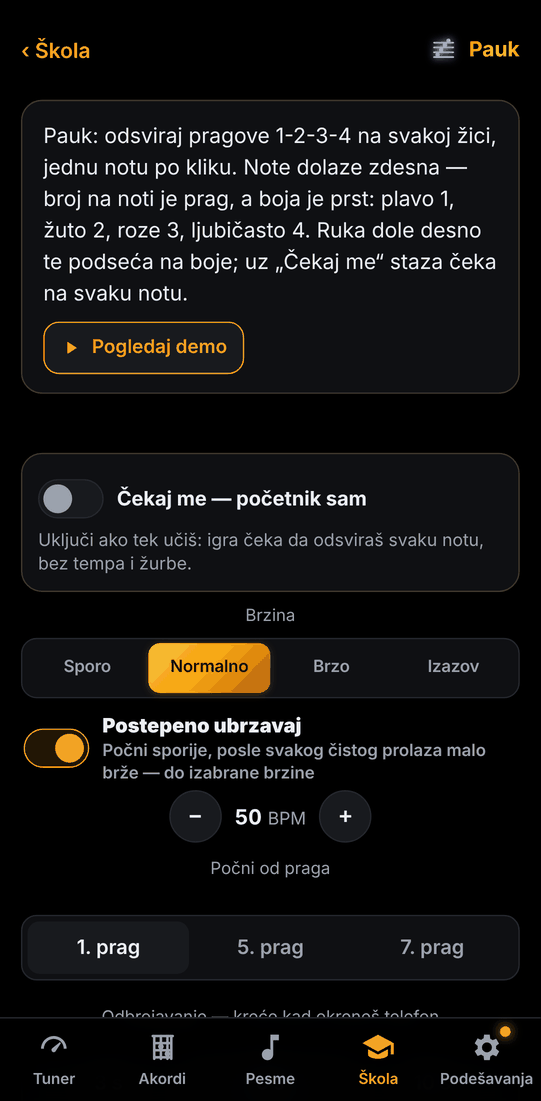 ‹ Škola
Pauk
Pauk: odsviraj pragove 1-2-3-4 na svakoj žici,
jednu notu po kliku. Note dolaze zdesna —
broj na noti je prag, a boja je prst: plavo 1,
žuto 2, roze 3, ljubičasto 4. Ruka dole desno
te podseća na boje; uz „Čekaj me“ staza čeka
na svaku notu.
Pogledaj demo
Čekaj me — početnik sam
Uključi ako tek učiš: igra čeka da odsviraš svaku notu,
bez tempa i žurbe.
Brzina
Sporo Normalno Brzo Izazov
Postepeno ubrzavaj
Počni sporije, posle svakog čistog prolaza malo
brže — do izabrane brzine
− 50 BPM +
Počni od praga
1. prag 5. prag 7. prag
Odbrojavanje — kreće kad okreneš telefon
Tuner Akordi Pesme Škola Podešavanja